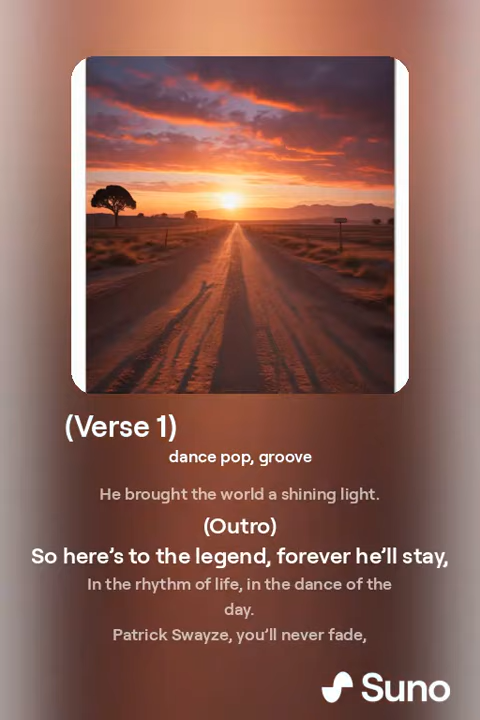 (Verse 1)
dance pop, groove
He brought the world a shining light.
(Outro)
So here’s to the legend, forever he’ll stay,
In the rhythm of life, in the dance of the
day.
Patrick Swayze, you’ll never fade,
Suno